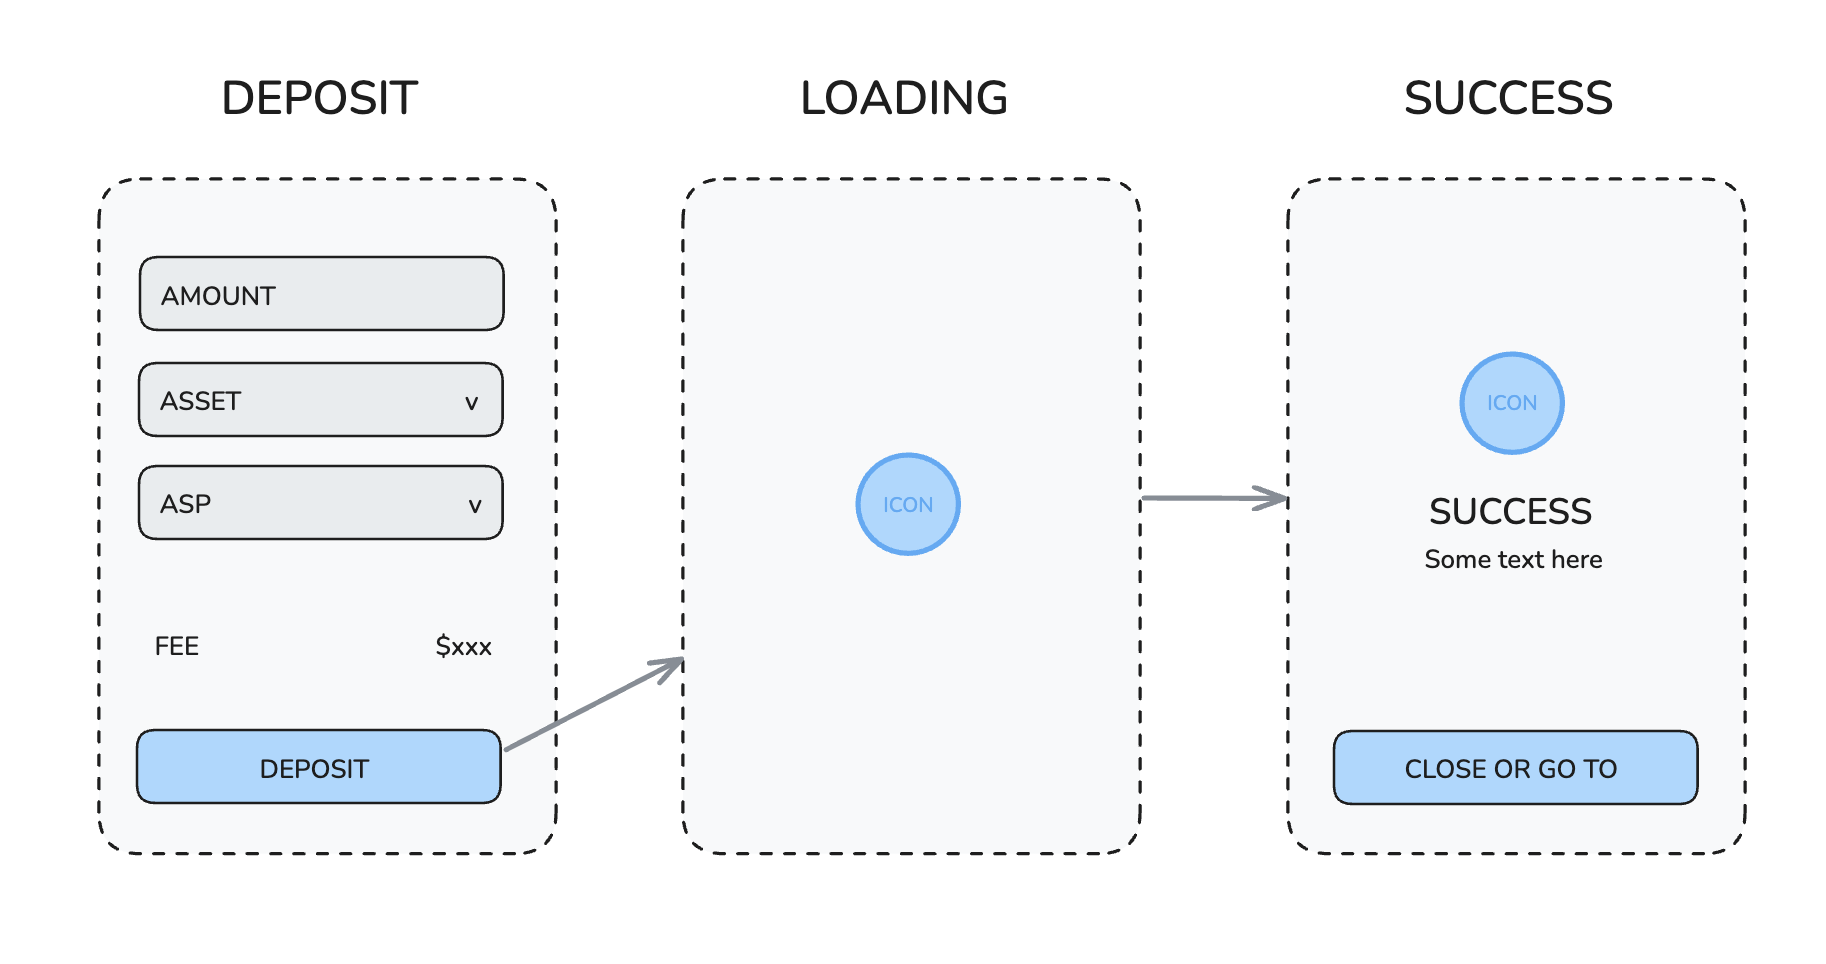 DEPOSIT
AMOUNT
ASSET v
ASP v
FEE $xxx
DEPOSIT
LOADING
ICON
SUCCESS
ICON
SUCCESS
Some text here
CLOSE OR GO TO